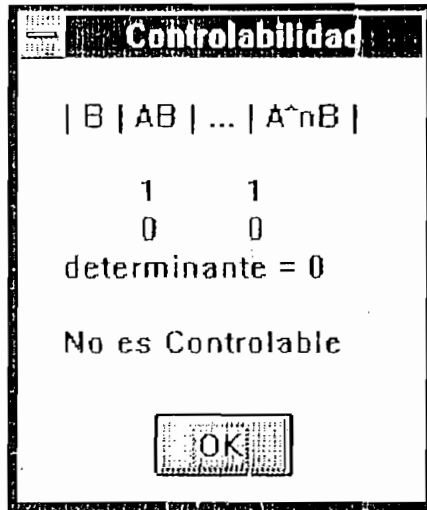 Controlabilidad
| B | AB | ... | A^nB |
1 1
0 0
determinante = 0
No es Controlable
OK